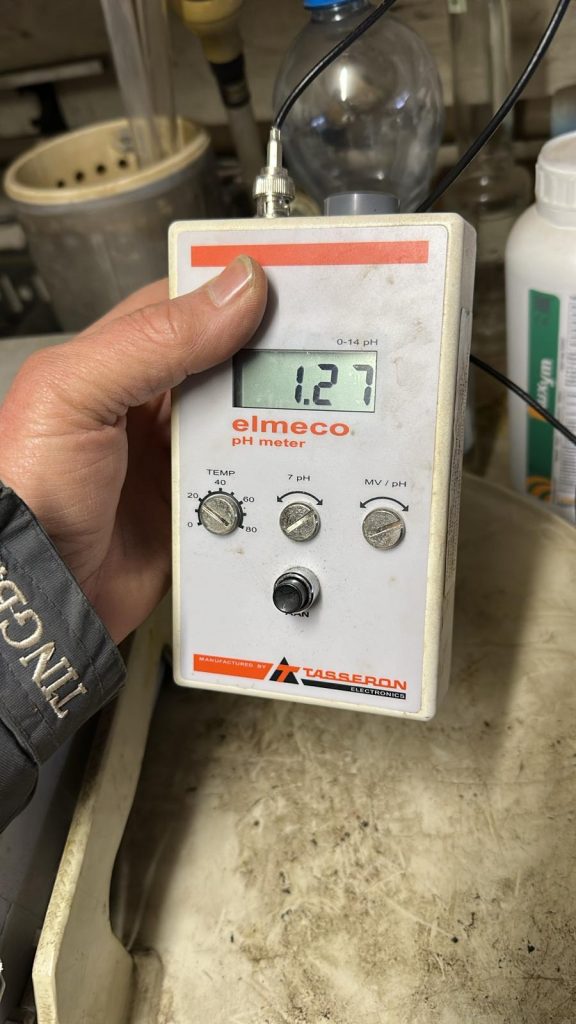 0-14 pH
1.27
elmeco
pH meter
TEMP
0 20 40 60 80
7 pH
MV / pH
MANUFACTURED BY
TASSERON
ELECTRONICS